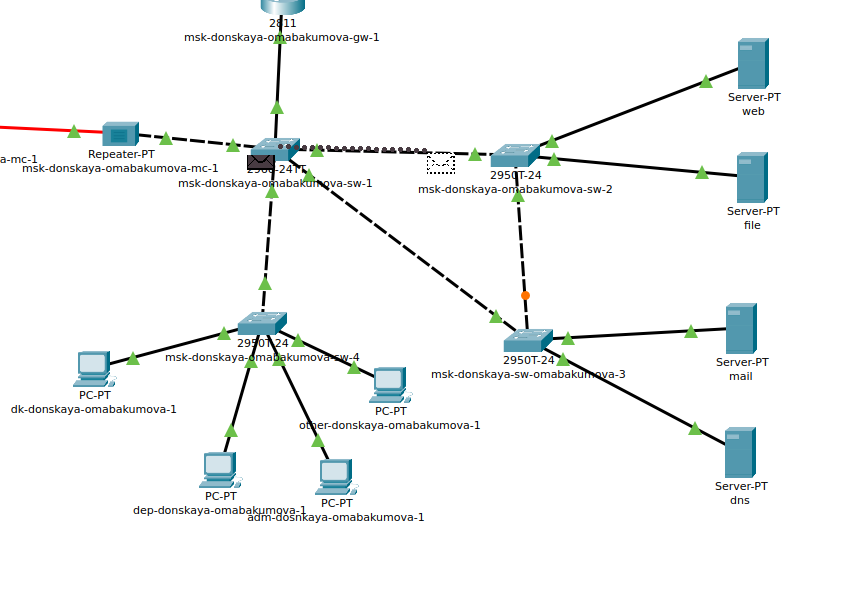 2811
msk-donskaya-omabakumova-gw-1
Server-PT
web
a-mc-1
Repeater-PT
msk-donskaya-omabakumova-mc-1
2960-24TT
msk-donskaya-omabakumova-sw-1
2950T-24
msk-donskaya-omabakumova-sw-2
Server-PT
file
2950T-24
msk-donskaya-omabakumova-sw-4
2950T-24
msk-donskaya-sw-omabakumova-3
Server-PT
mail
PC-PT
dk-donskaya-omabakumova-1
PC-PT
other-donskaya-omabakumova-1
PC-PT
dep-donskaya-omabakumova-1
PC-PT
adm-dosnkaya-omabakumova-1
Server-PT
dns